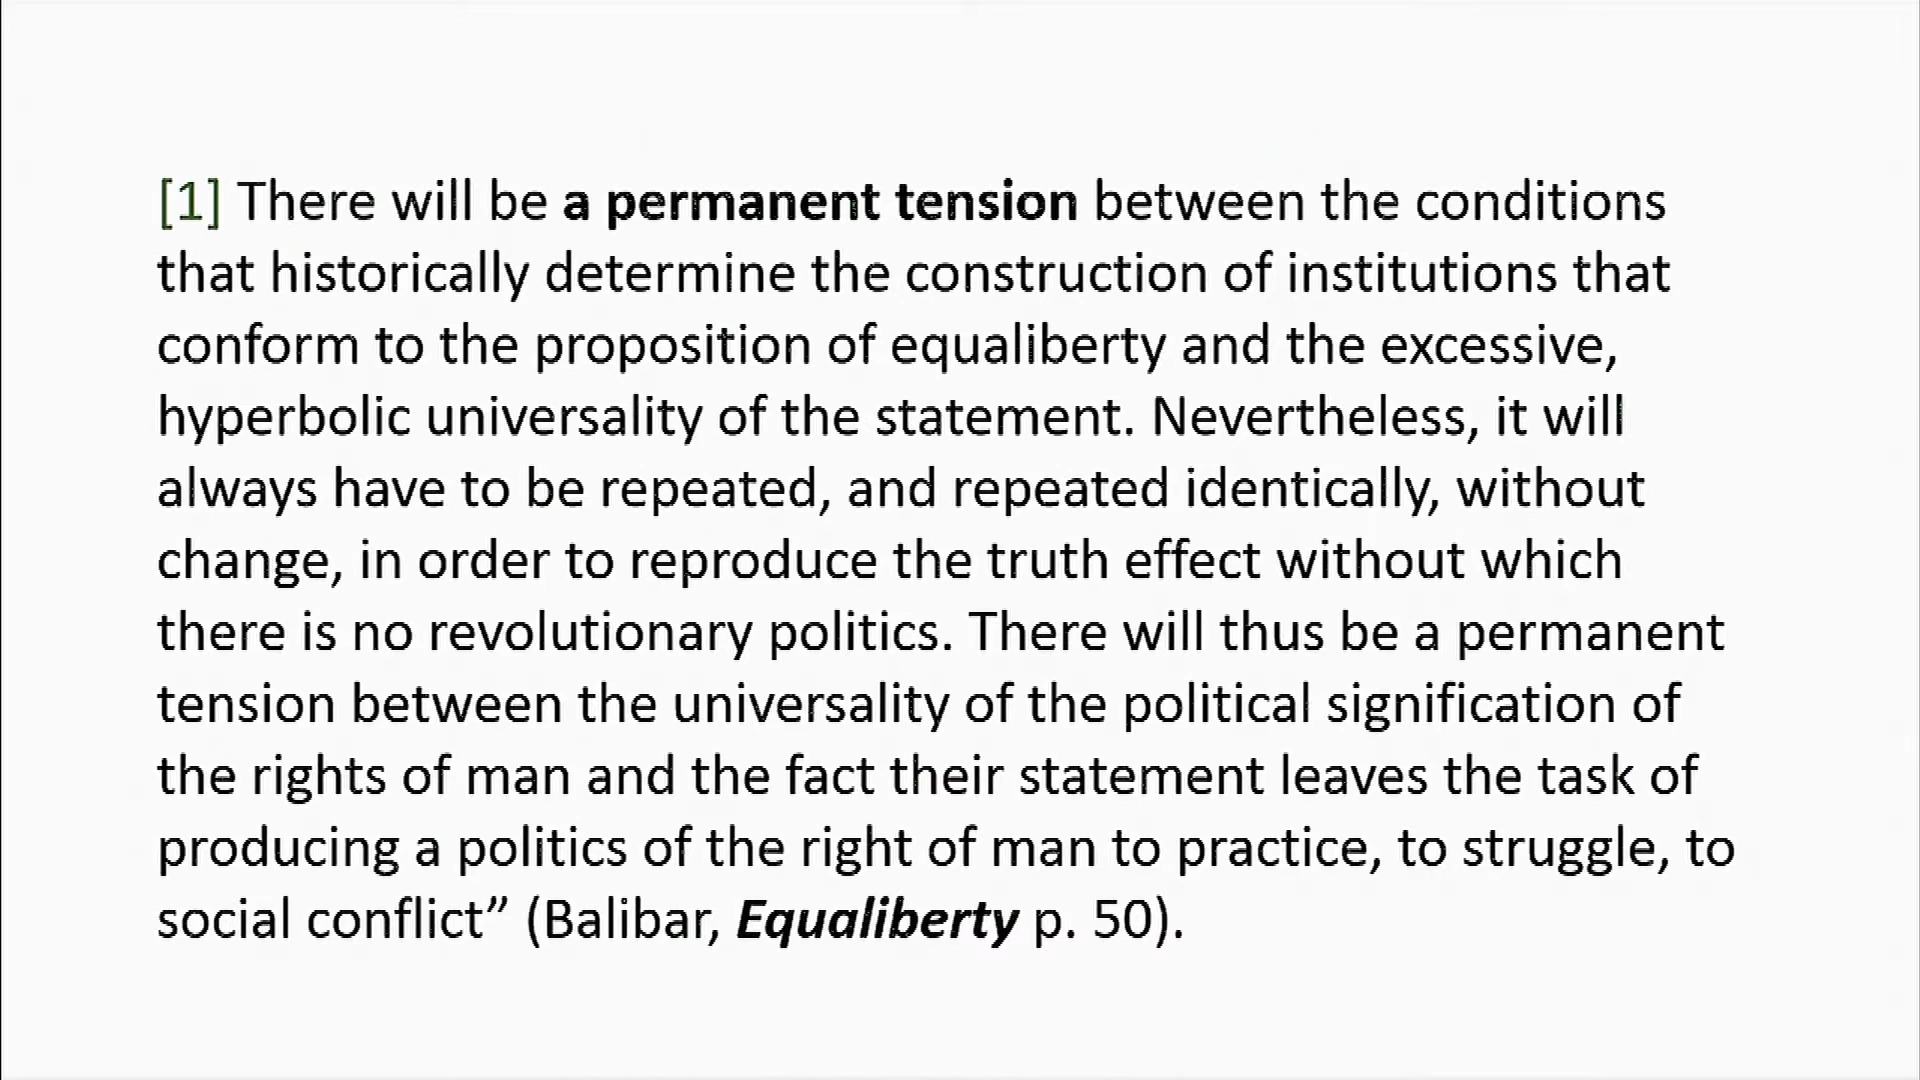 [1] There will be a permanent tension between the conditions
that historically determine the construction of institutions that
conform to the proposition of equaliberty and the excessive,
hyperbolic universality of the statement. Nevertheless, it will
always have to be repeated, and repeated identically, without
change, in order to reproduce the truth effect without which
there is no revolutionary politics. There will thus be a permanent
tension between the universality of the political signification of
the rights of man and the fact their statement leaves the task of
producing a politics of the right of man to practice, to struggle, to
social conflict” (Balibar, Equaliberty p. 50).